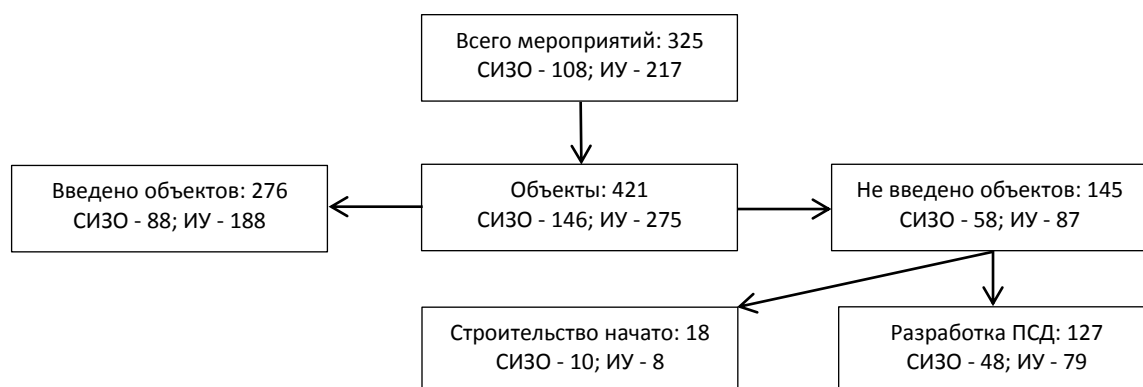 Всего мероприятий: 325
СИЗО - 108; ИУ - 217
Введено объектов: 276
СИЗО - 88; ИУ - 188
Объекты: 421
СИЗО - 146; ИУ - 275
Не введено объектов: 145
СИЗО - 58; ИУ - 87
Строительство начато: 18
СИЗО - 10; ИУ - 8
Разработка ПСД: 127
СИЗО - 48; ИУ - 79